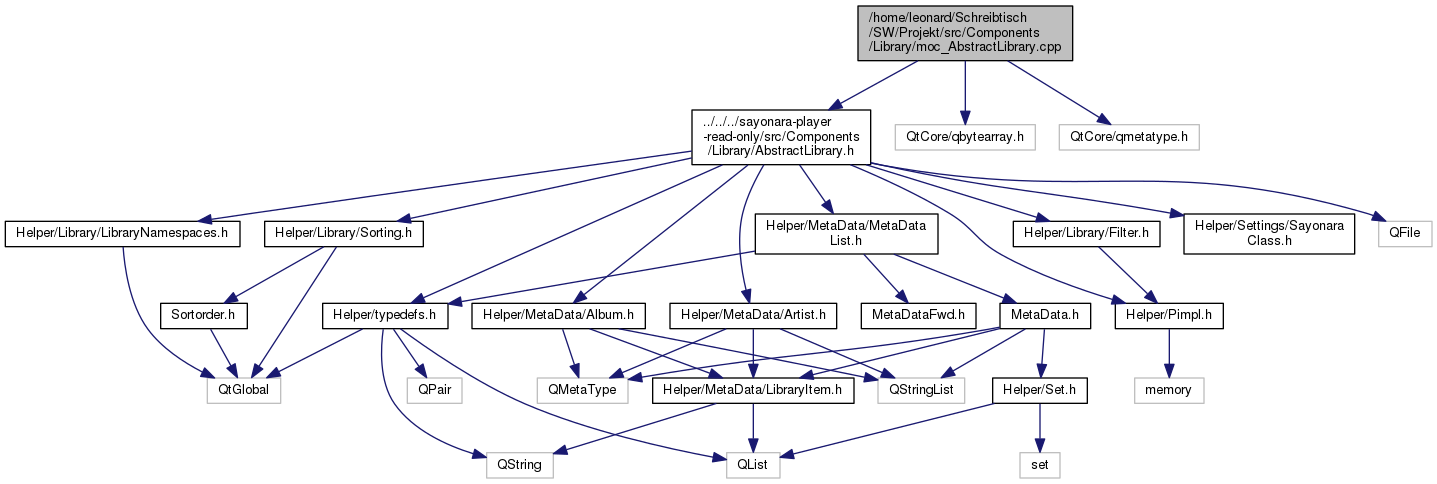 /home/leonard/Schreibtisch
/SW/Projekt/src/Components
/Library/moc_AbstractLibrary.cpp
../../../sayonara-player
-read-only/src/Components
/Library/AbstractLibrary.h
QtCore/qbytearray.h
QtCore/qmetatype.h
Helper/Library/LibraryNamespaces.h
Helper/Library/Sorting.h
Helper/MetaData/MetaData
List.h
Helper/Library/Filter.h
Helper/Settings/Sayonara
Class.h
QFile
Sortorder.h
Helper/typedefs.h
Helper/MetaData/Album.h
Helper/MetaData/Artist.h
MetaDataFwd.h
MetaData.h
Helper/Pimpl.h
QtGlobal
QPair
QMetaType
Helper/MetaData/LibraryItem.h
QStringList
Helper/Set.h
memory
QString
QList
set